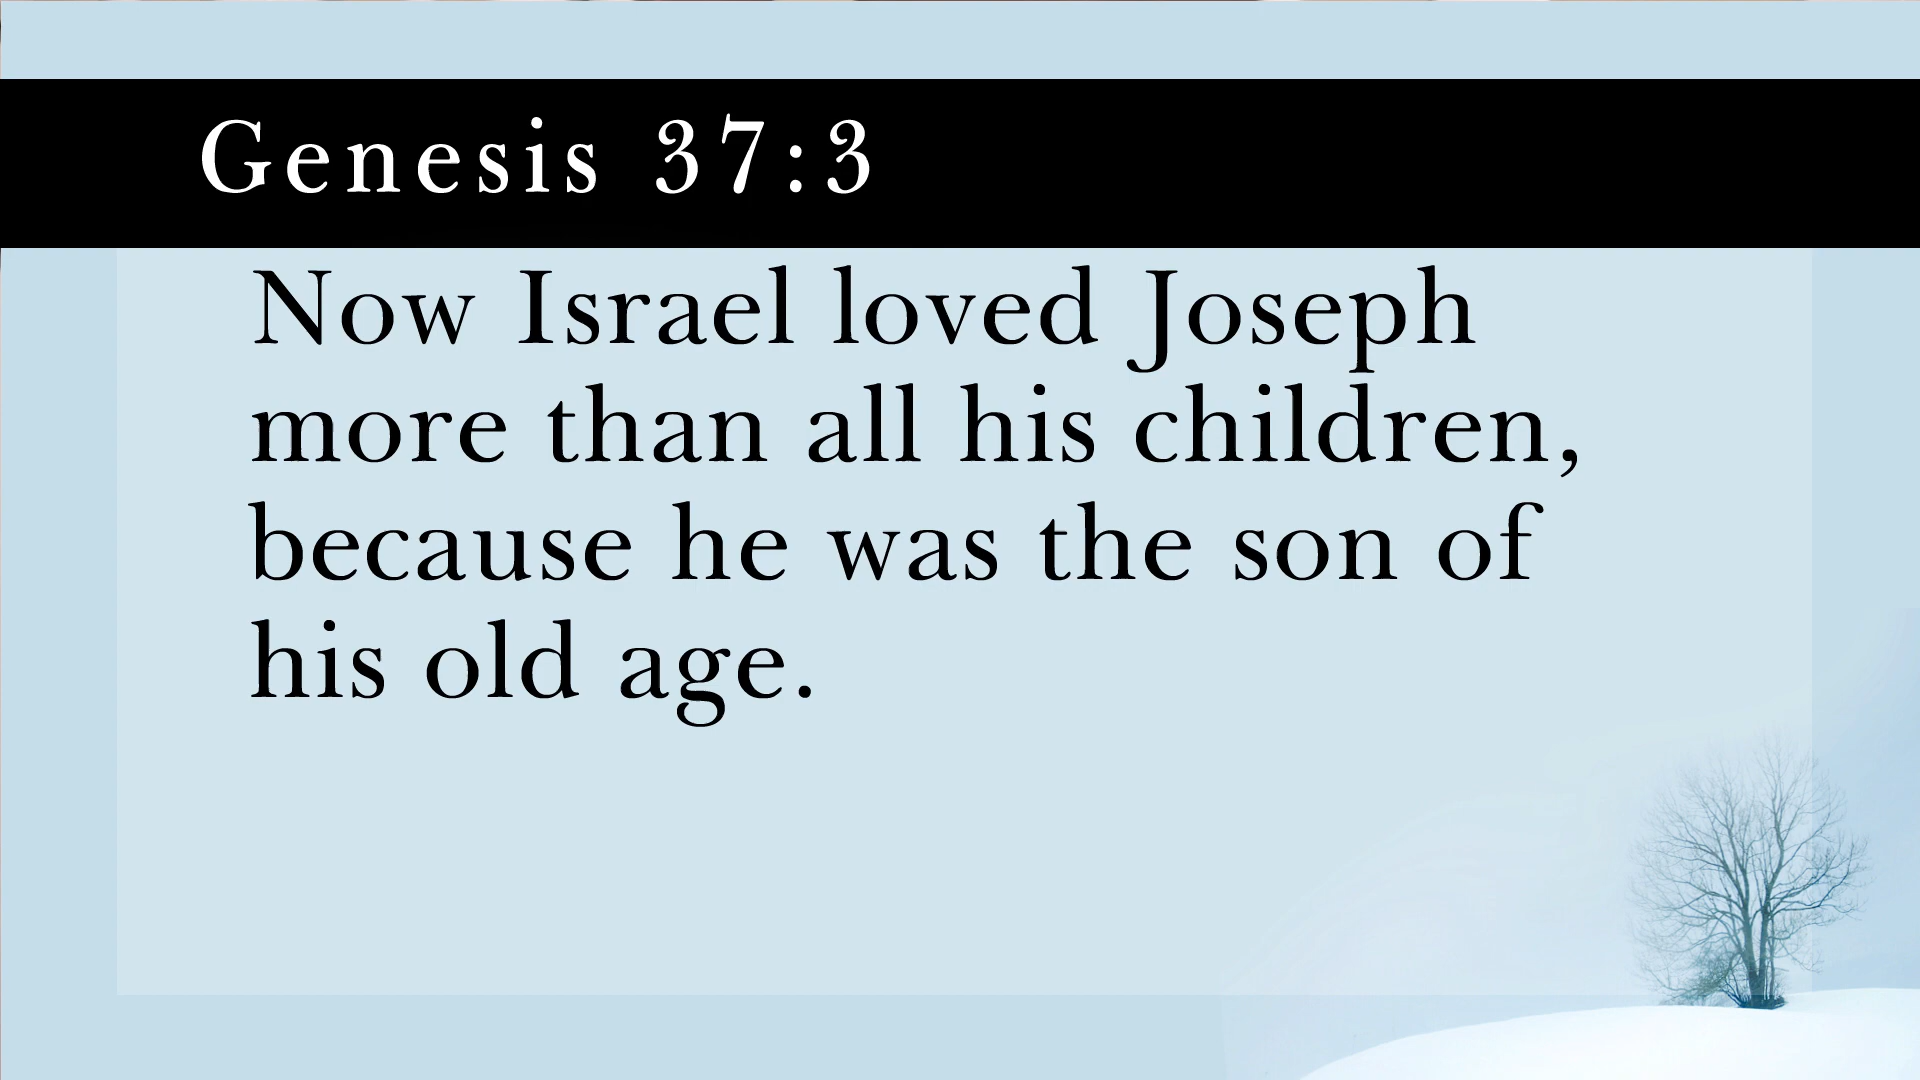 Genesis 37:3
Now Israel loved Joseph
more than all his children,
because he was the son of
his old age.